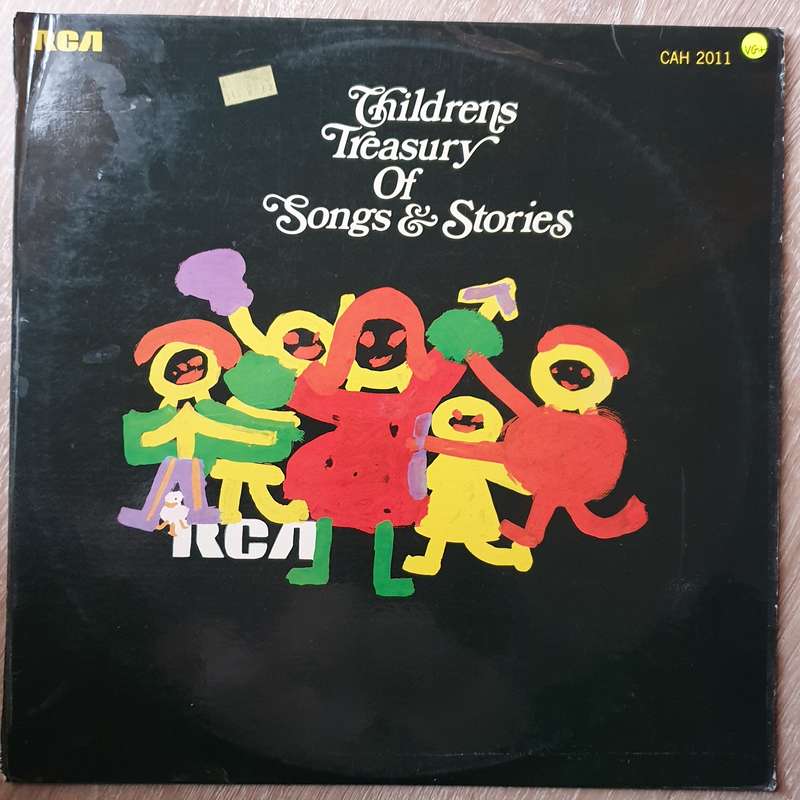 RCA
CAH 2011
VG+
Childrens
Treasury
Of
Songs & Stories
RCA